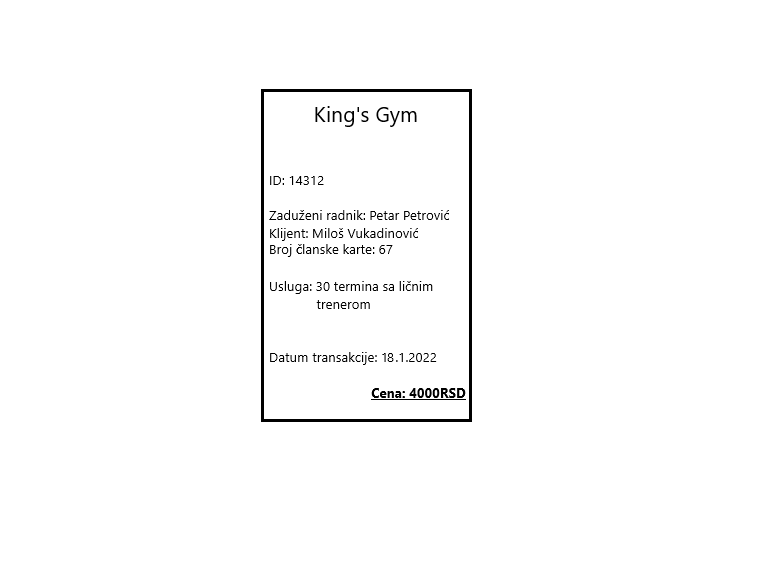 King's Gym
ID: 14312
Zaduženi radnik: Petar Petrović
Klijent: Miloš Vukadinović
Broj članske karte: 67
Usluga: 30 termina sa ličnim
trenerom
Datum transakcije: 18.1.2022
Cena: 4000RSD